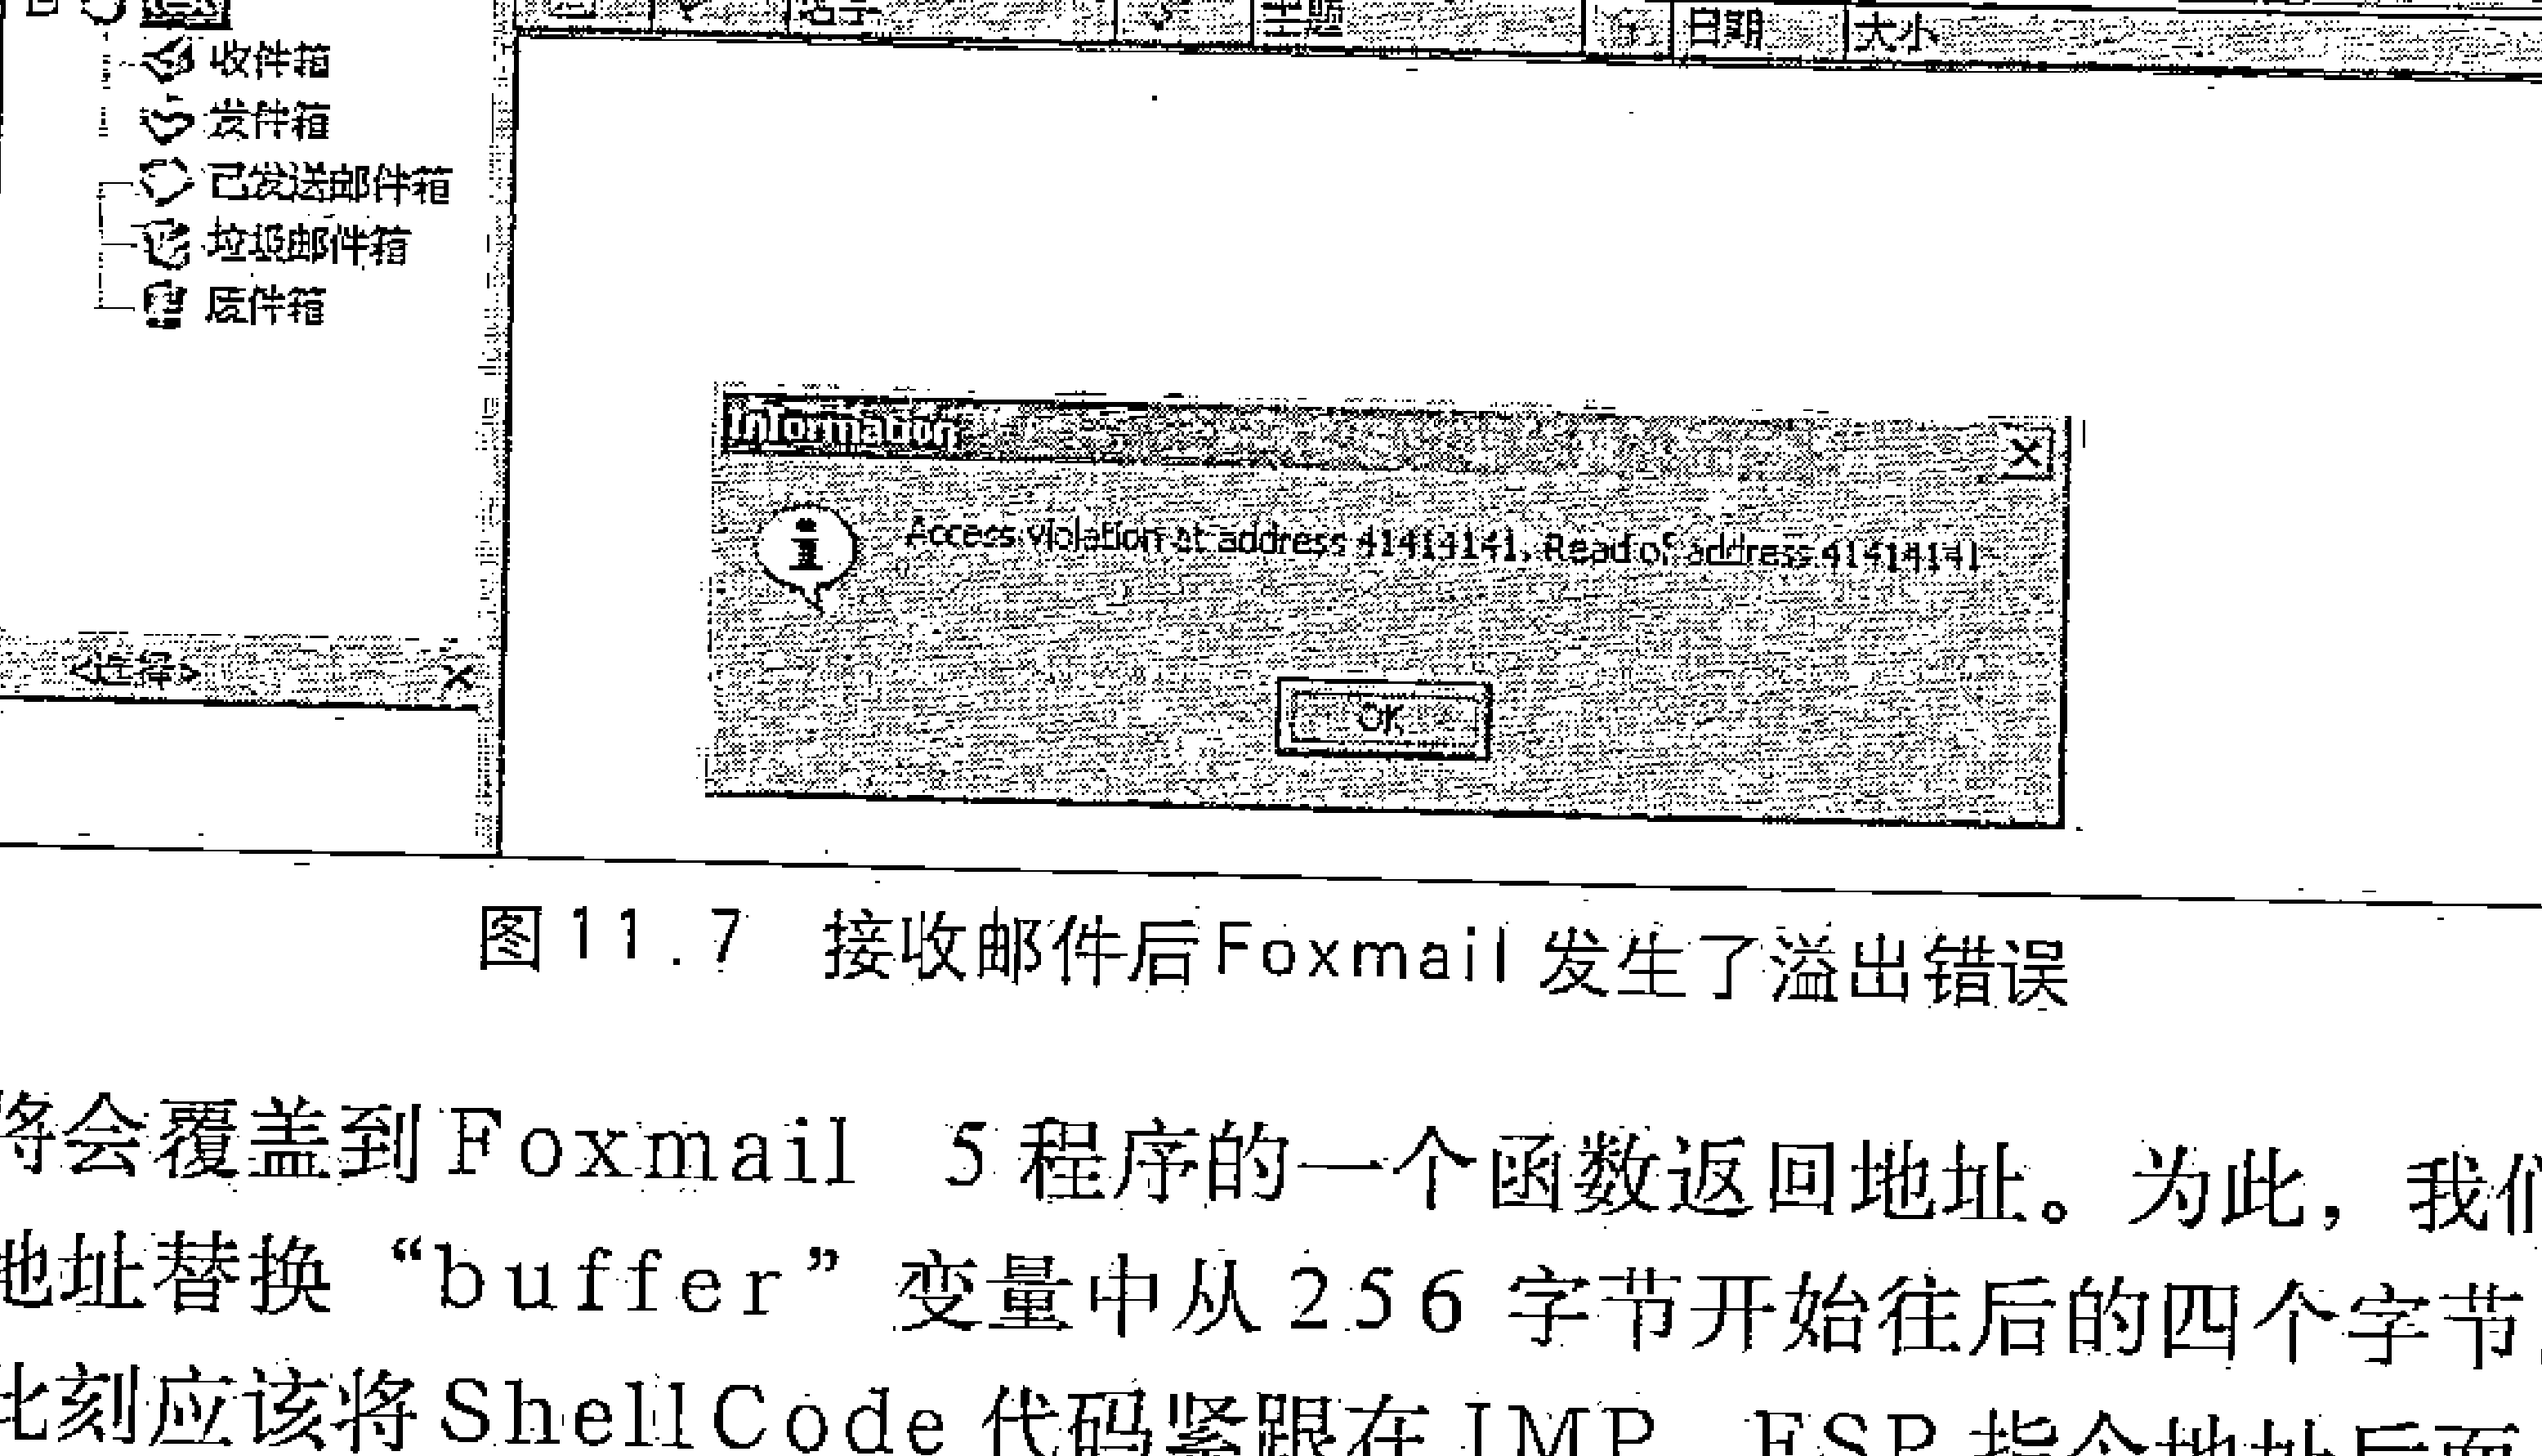 主题 日期 大小
收件箱
发件箱
已发送邮件箱
垃圾邮件箱
废件箱
Information
Access violation at address 41414141. Read of address 41414141
OK
<选择>
图11.7 接收邮件后Foxmail发生了溢出错误
将会覆盖到Foxmail 5程序的一个函数返回地址。为此，我们
地址替换“buffer”变量中从256字节开始往后的四个字节
此刻应该将ShellCode代码紧跟在JMP ESP指令地址后面